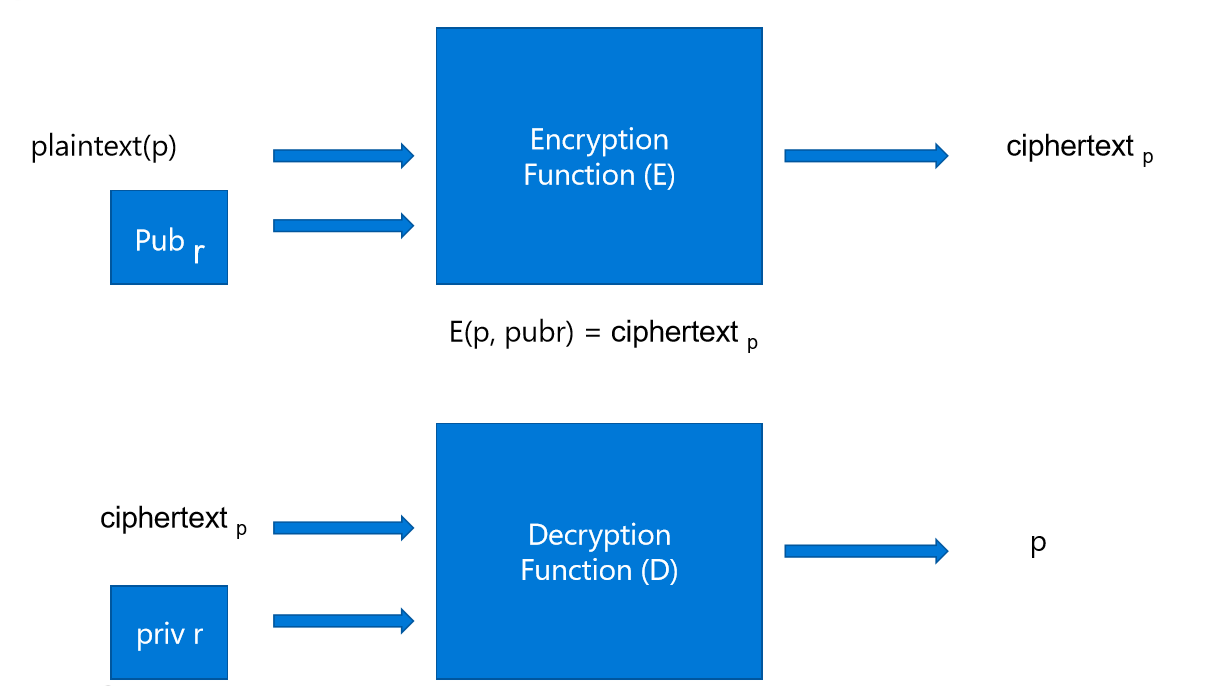 plaintext(p)
Pub r
Encryption
Function (E)
ciphertext p
E(p, pubr) = ciphertext p
ciphertext p
priv r
Decryption
Function (D)
p